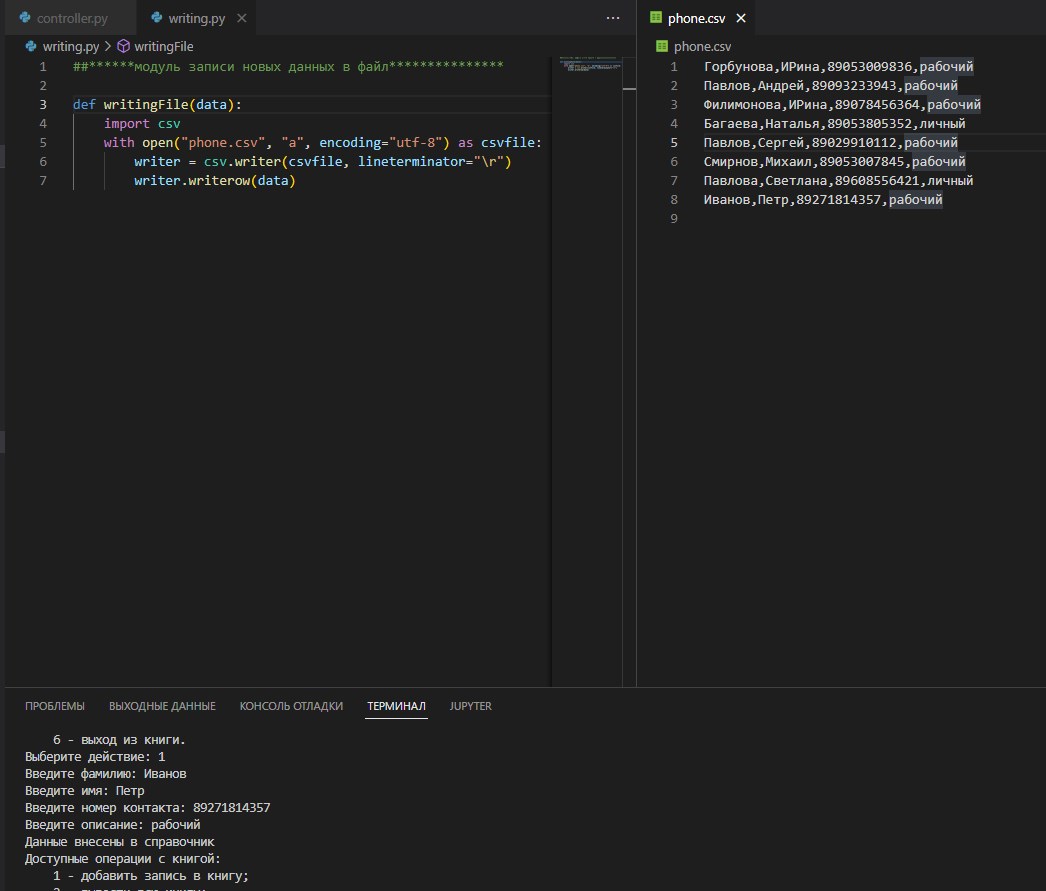 controller.py
writing.py
phone.csv
writing.py > writingFile
phone.csv
1 ##******модуль записи новых данных в файл***************
2
3 def writingFile(data):
4 import csv
5 with open("phone.csv", "a", encoding="utf-8") as csvfile:
6 writer = csv.writer(csvfile, lineterminator="\r")
7 writer.writerow(data)
1 Горбунова,ИРина,89053009836,рабочий
2 Павлов,Андрей,89093233943,рабочий
3 Филимонова,ИРина,89078456364,рабочий
4 Багаева,Наталья,89053805352,личный
5 Павлов,Сергей,89029910112,рабочий
6 Смирнов,Михаил,89053007845,рабочий
7 Павлова,Светлана,89608556421,личный
8 Иванов,Петр,89271814357,рабочий
9
ПРОБЛЕМЫ ВЫХОДНЫЕ ДАННЫЕ КОНСОЛЬ ОТЛАДКИ ТЕРМИНАЛ JUPYTER
6 - выход из книги.
Выберите действие: 1
Введите фамилию: Иванов
Введите имя: Петр
Введите номер контакта: 89271814357
Введите описание: рабочий
Данные внесены в справочник
Доступные операции с книгой:
1 - добавить запись в книгу;